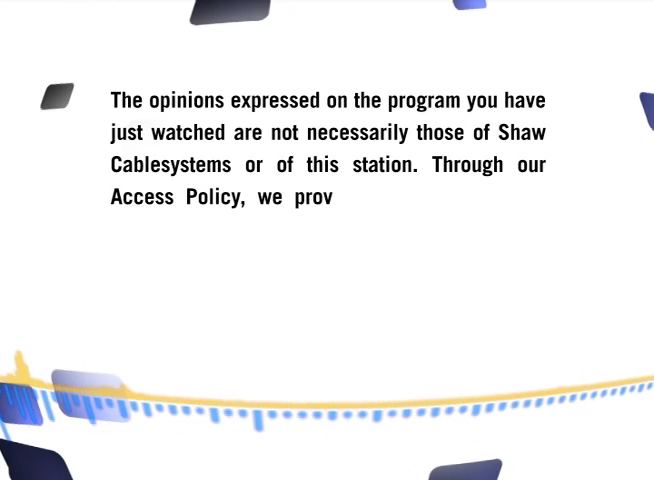 The opinions expressed on the program you have
just watched are not necessarily those of Shaw
Cablesystems or of this station. Through our
Access Policy, we prov